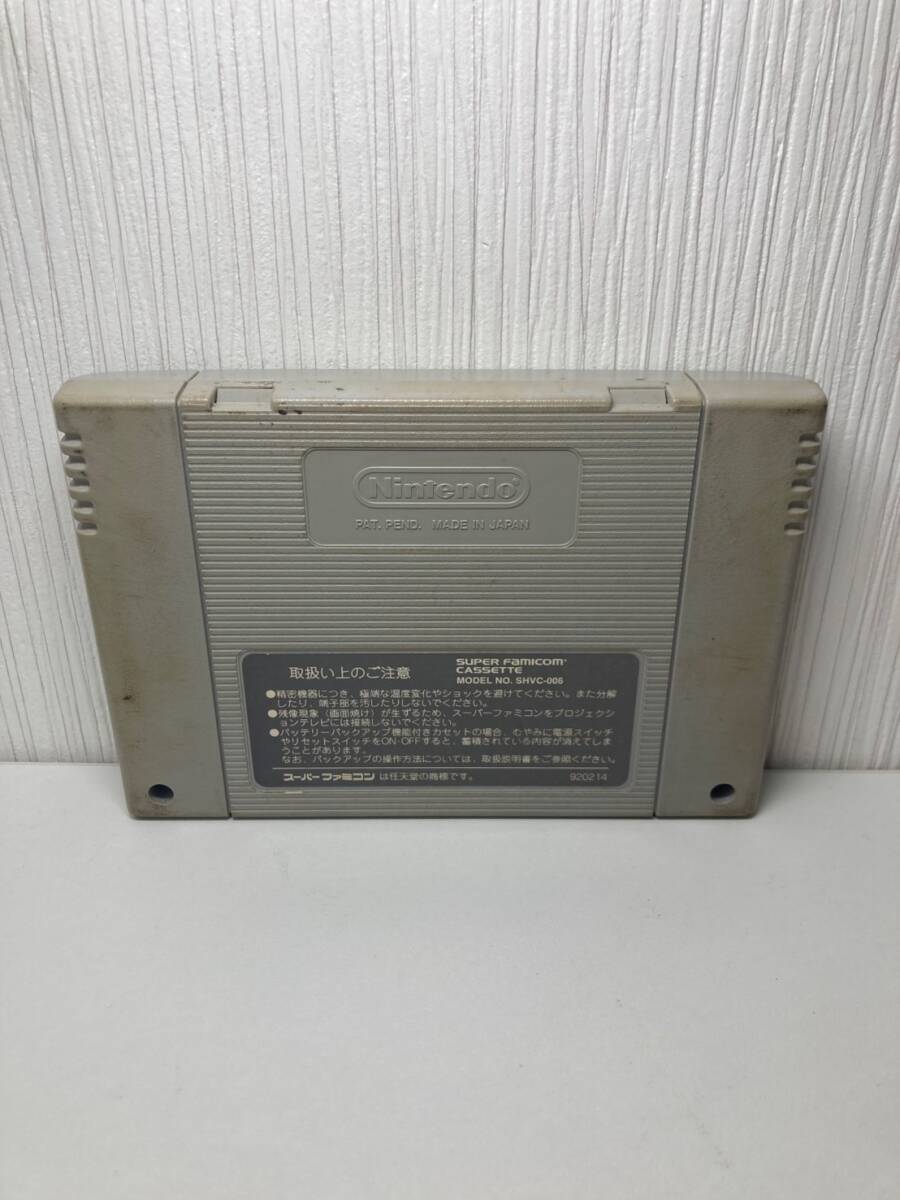 Nintendo
PAT. PEND. MADE IN JAPAN
取扱い上のご注意
SUPER FAMICOM
CASSETTE
MODEL NO. SHVC-006
●精密機器につき、極端な温度変化やショックを避けてください。また分解
したり、端子部を汚したりしないでください。
●残像現象(画面焼け)が生ずるため、スーパーファミコンをプロジェクシ
ョンテレビには接続しないでください。
●バッテリーバックアップ機能付きカセットの場合、むやみに電源スイッチ
やリセットスイッチをON・OFFすると、蓄積されている内容が消えてしま
うことがあります。
なお、バックアップの操作方法については、取扱説明書をご参照ください。
スーパーファミコンは任天堂の商標です。 920214